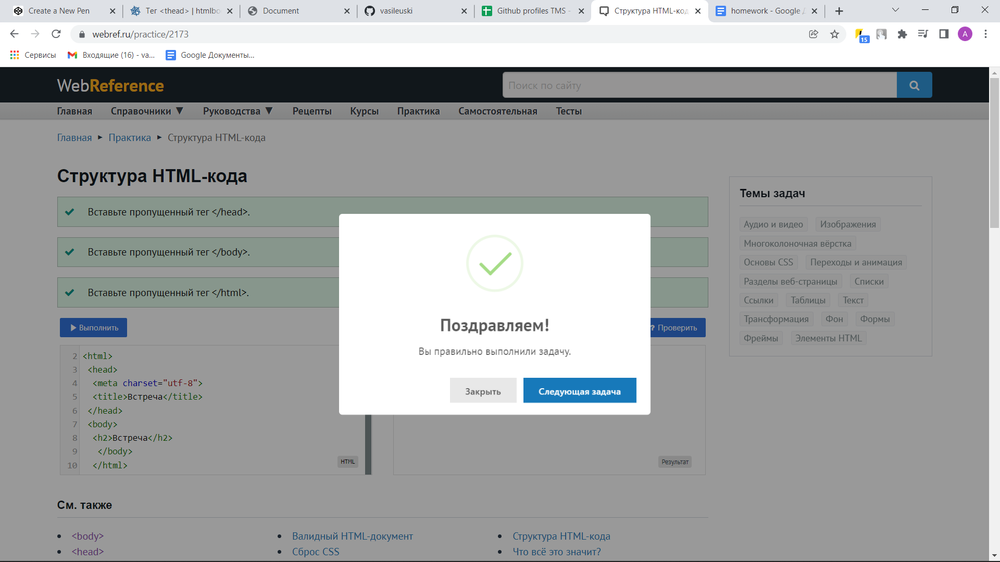 Create a New Pen
Тег <thead> | htmlbo
Document
vasileuski
Github profiles TMS -
Структура HTML-код
homework - Google Д
webref.ru/practice/2173
15
A
Сервисы
Входящие (16) - va...
Google Документы...
WebReference
Поиск по сайту
Главная
Справочники ▼
Руководства ▼
Рецепты
Курсы
Практика
Самостоятельная
Тесты
Главная ▸ Практика ▸ Структура HTML-кода
Структура HTML-кода
Вставьте пропущенный тег </head>.
Вставьте пропущенный тег </body>.
Вставьте пропущенный тег </html>.
Выполнить
? Проверить
2 <html>
3 <head>
4 <meta charset="utf-8">
5 <title>Встреча</title>
6 </head>
7 <body>
8 <h2>Встреча</h2>
9 </body>
10 </html>
HTML
Результат
Поздравляем!
Вы правильно выполнили задачу.
Закрыть
Следующая задача
Темы задач
Аудио и видео
Изображения
Многоколоночная вёрстка
Основы CSS
Переходы и анимация
Разделы веб-страницы
Списки
Ссылки
Таблицы
Текст
Трансформация
Фон
Формы
Фреймы
Элементы HTML
См. также
<body>
<head>
Валидный HTML-документ
Сброс CSS
Структура HTML-кода
Что всё это значит?